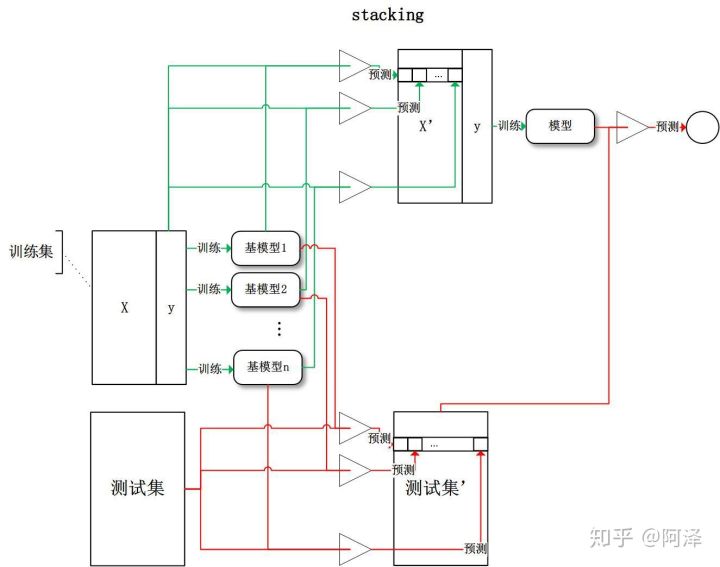 stacking
预测
预测
...
X'
y
训练
模型
预测
训练集
X
y
训练
基模型1
训练
基模型2
⋮
训练
基模型n
测试集
预测
...
预测
测试集'
预测
知乎 @阿泽